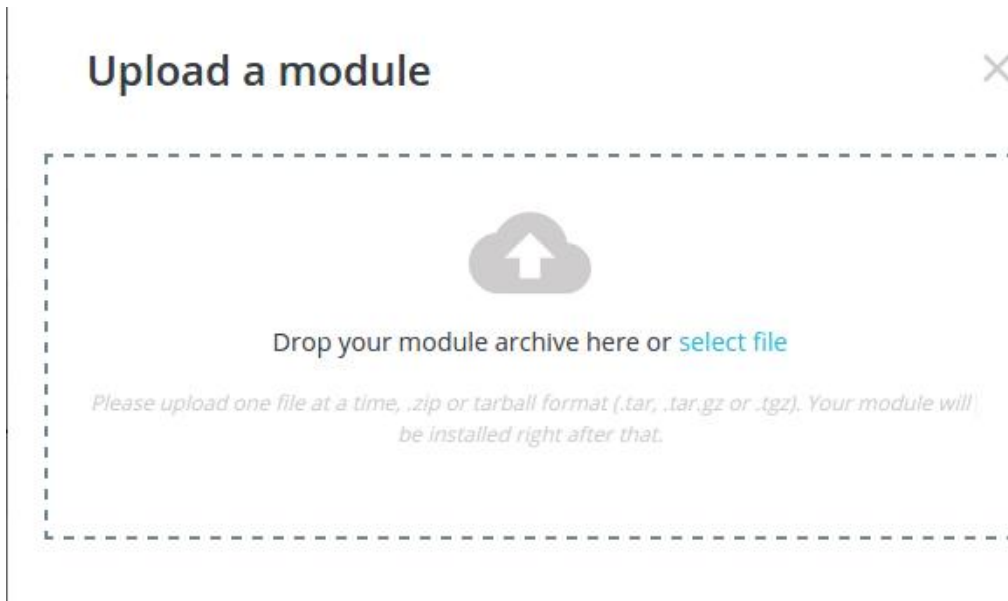 Upload a module
Drop your module archive here or select file
Please upload one file at a time, .zip or tarball format (.tar, .tar.gz or .tgz). Your module will
be installed right after that.